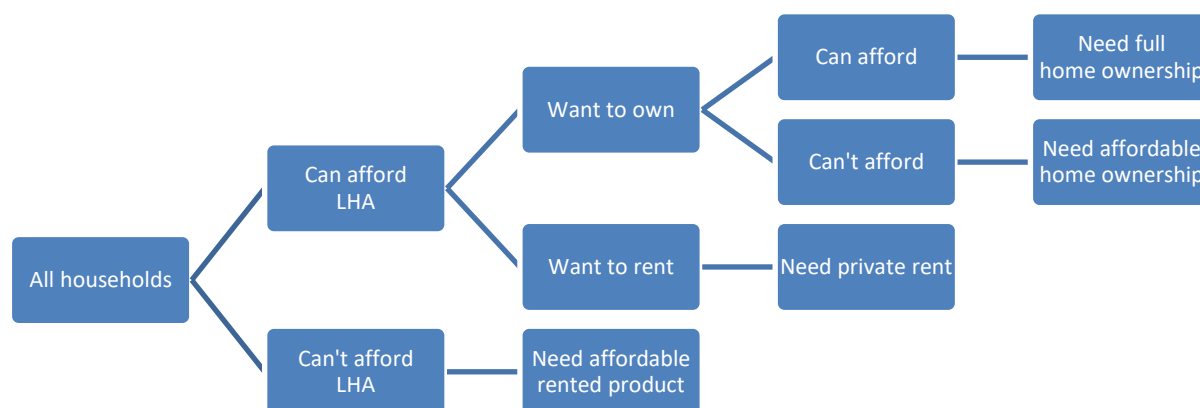 Can afford
Need full
home ownership
Want to own
Can't afford
Need affordable
home ownership
Can afford
LHA
Want to rent
Need private rent
All households
Can't afford
LHA
Need affordable
rented product